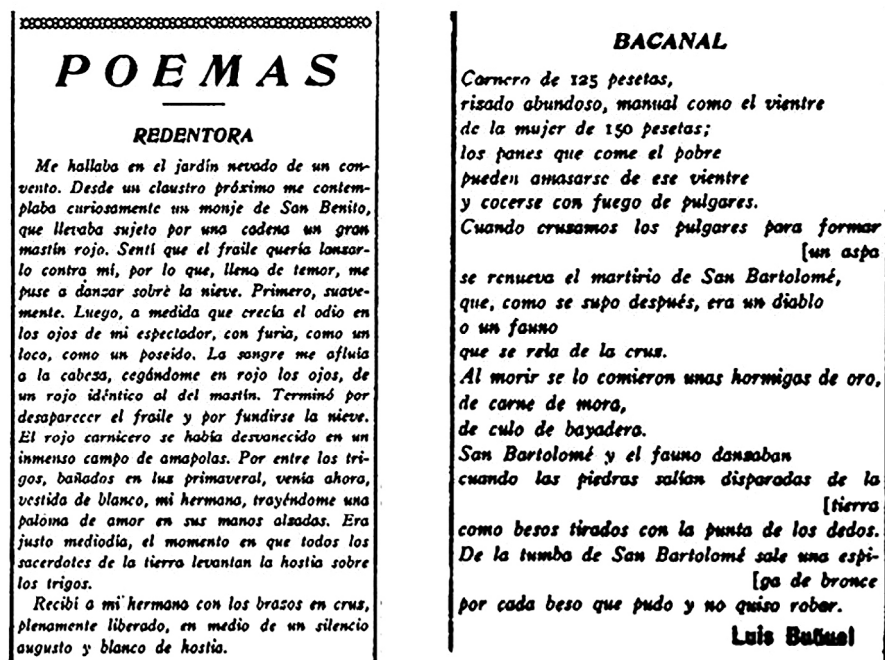 POEMAS
REDENTORA
Me hallaba en el jardín nevado de un con-
vento. Desde un claustro próximo me contem-
plaba curiosamente un monje de San Benito,
que llevaba sujeto por una cadena un gran
mastín rojo. Sentí que el fraile quería lanzar-
lo contra mí, por lo que, lleno de temor, me
puse a danzar sobre la nieve. Primero, suave-
mente. Luego, a medida que crecía el odio en
los ojos de mi espectador, con furia, como un
loco, como un poseído. La sangre me afluía
a la cabeza, cegándome en rojo los ojos, de
un rojo idéntico al del mastín. Terminó por
desaparecer el fraile y por fundirse la nieve.
El rojo carnicero se había desvanecido en un
inmenso campo de amapolas. Por entre los tri-
gos, bañados en luz primaveral, venía ahora,
vestida de blanco, mi hermana, trayéndome una
paloma de amor en sus manos alzadas. Era
justo mediodía, el momento en que todos los
sacerdotes de la tierra levantan la hostia sobre
los trigos.
Recibí a mi hermana con los brazos en cruz,
plenamente liberado, en medio de un silencio
augusto y blanco de hostia.
BACANAL
Carnero de 125 pesetas,
rizado abundoso, manual como el vientre
de la mujer de 150 pesetas;
los panes que come el pobre
pueden amasarse de ese vientre
y cocerse con fuego de pulgares.
Cuando cruzamos los pulgares para formar
[un aspa
se renueva el martirio de San Bartolomé,
que, como se supo después, era un diablo
o un fauno
que se reía de la cruz.
Al morir se lo comieron unas hormigas de oro,
de carne de mora,
de culo de bayadera.
San Bartolomé y el fauno danzaban
cuando las piedras salían disparadas de la
[tierra
como besos tirados con la punta de los dedos.
De la tumba de San Bartolomé sale una espi-
[ga de bronce
por cada beso que pudo y no quiso robar.
Luis Buñuel